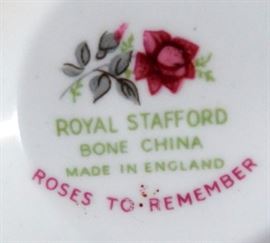 ROYAL STAFFORD
BONE CHINA
MADE IN ENGLAND
ROSES TO REMEMBER